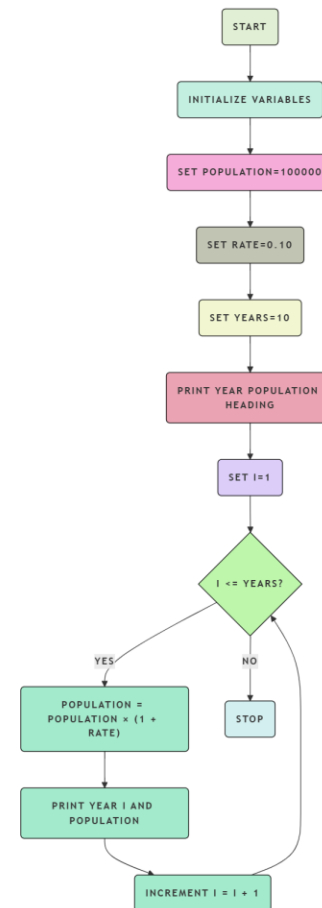 START
INITIALIZE VARIABLES
SET POPULATION=100000
SET RATE=0.10
SET YEARS=10
PRINT YEAR POPULATION
HEADING
SET I=1
I <= YEARS?
YES
NO
POPULATION =
POPULATION × (1 +
RATE)
STOP
PRINT YEAR I AND
POPULATION
INCREMENT I = I + 1